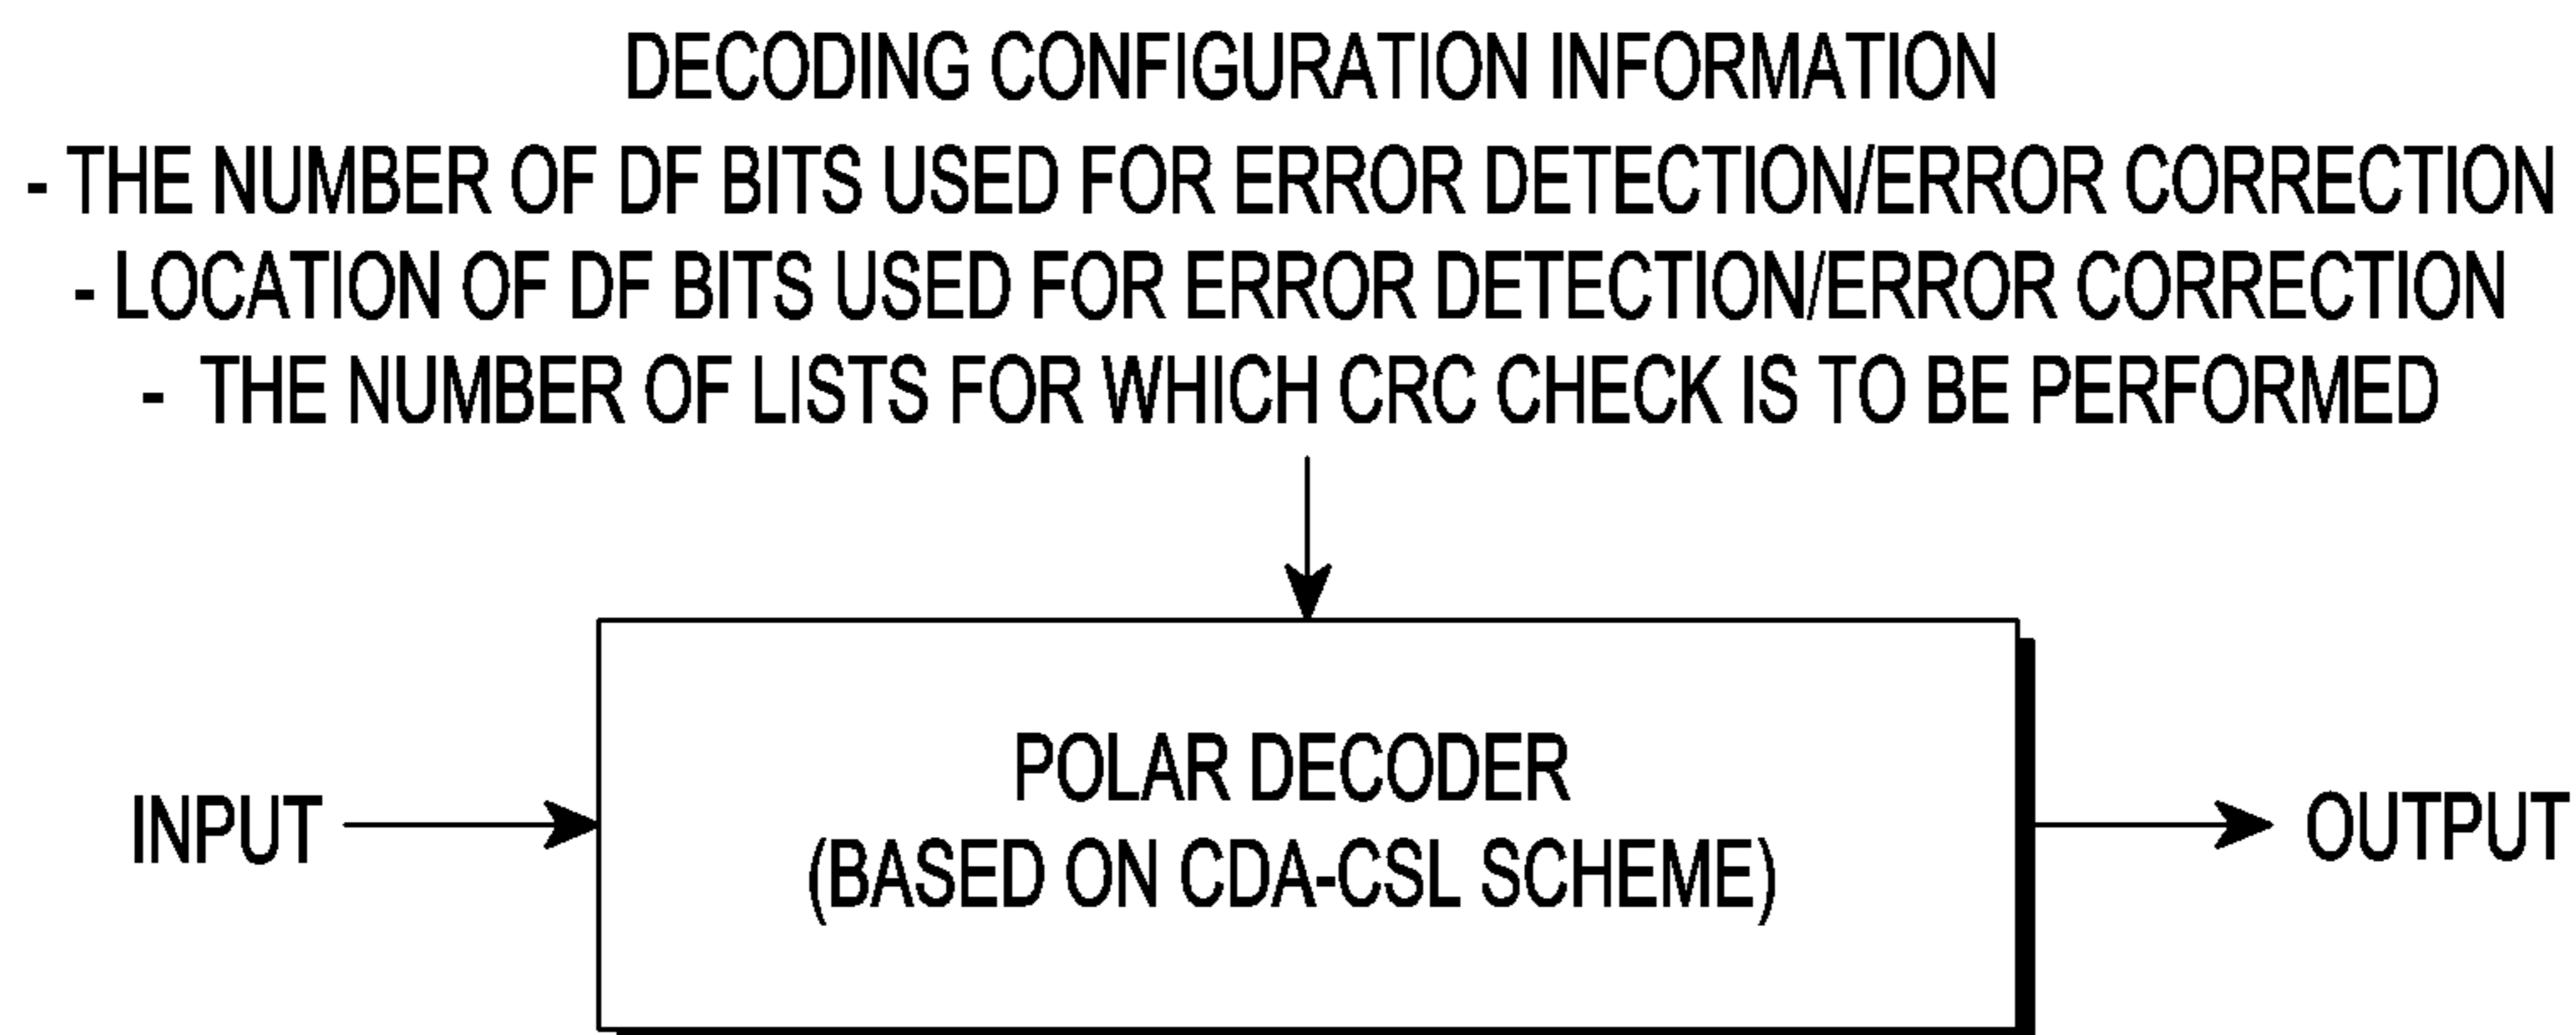 DECODING CONFIGURATION INFORMATION
- THE NUMBER OF DF BITS USED FOR ERROR DETECTION/ERROR CORRECTION
- LOCATION OF DF BITS USED FOR ERROR DETECTION/ERROR CORRECTION
- THE NUMBER OF LISTS FOR WHICH CRC CHECK IS TO BE PERFORMED
POLAR DECODER
(BASED ON CDA-CSL SCHEME)
INPUT
OUTPUT